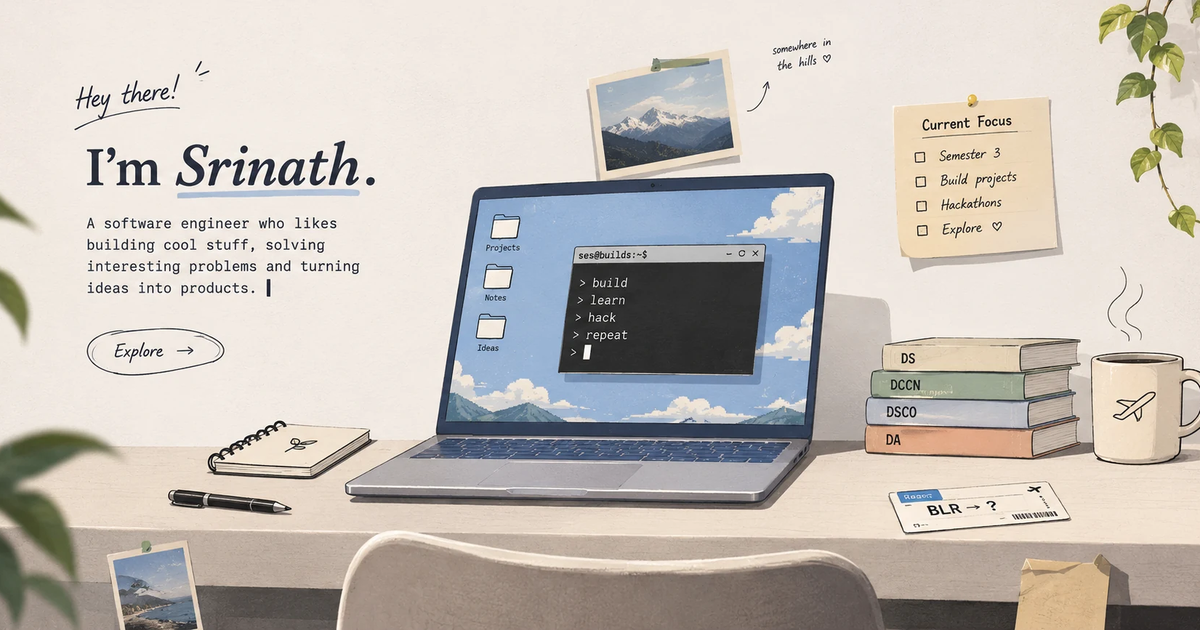 Hey there!
I'm Srinath.
A software engineer who likes
building cool stuff, solving
interesting problems and turning
ideas into products.
Explore →
somewhere in
the hills ♡
Current Focus
Semester 3
Build projects
Hackathons
Explore ♡
Projects
Notes
Ideas
ses@builds:~$
> build
> learn
> hack
> repeat
>
DS
DCCN
DSCO
DA
BLR → ?